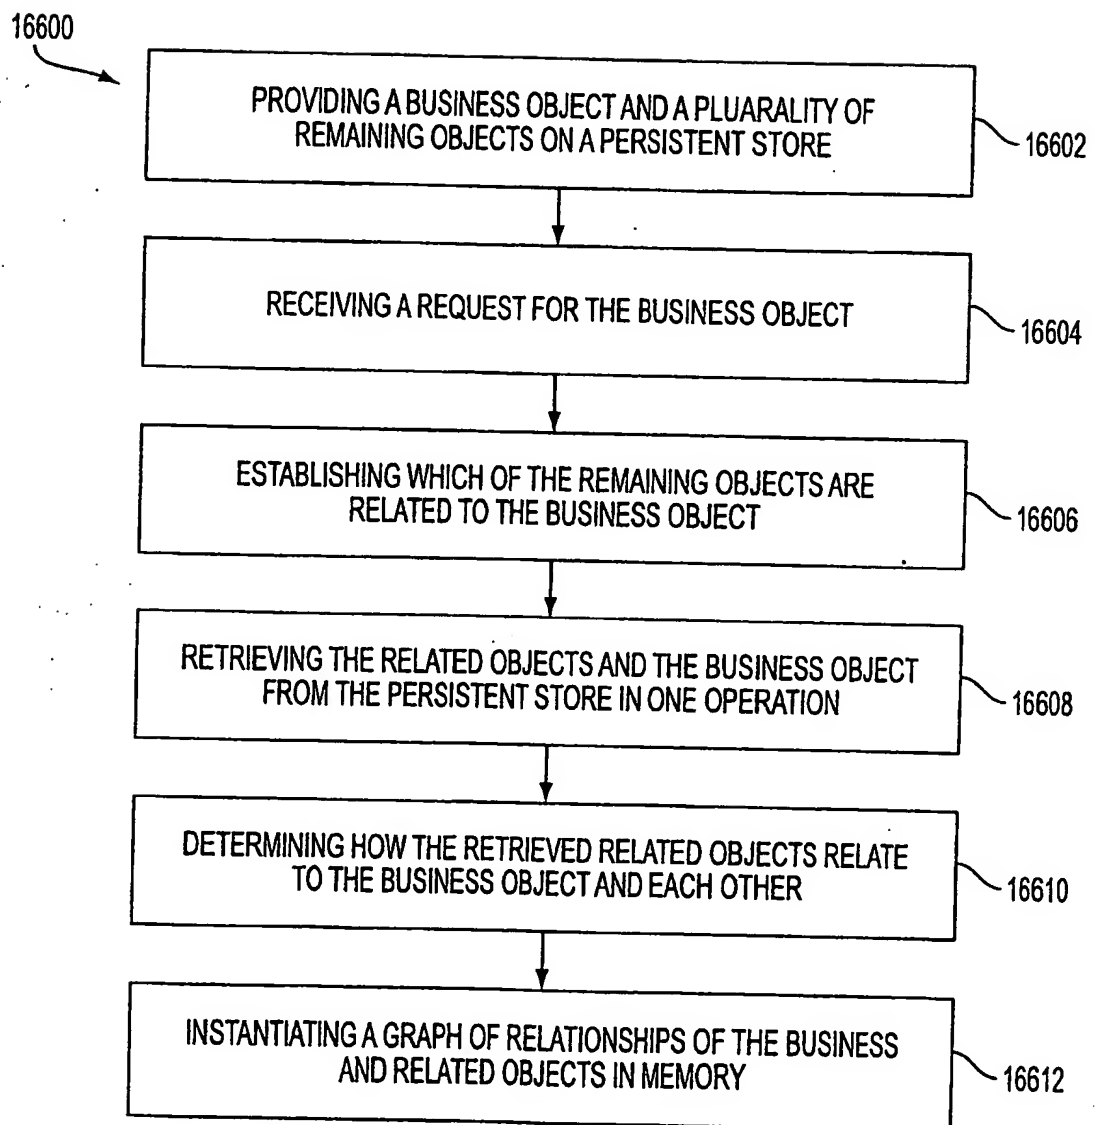 16600
PROVIDING A BUSINESS OBJECT AND A PLUARALITY OF
REMAINING OBJECTS ON A PERSISTENT STORE
16602
RECEIVING A REQUEST FOR THE BUSINESS OBJECT
16604
ESTABLISHING WHICH OF THE REMAINING OBJECTS ARE
RELATED TO THE BUSINESS OBJECT
16606
RETRIEVING THE RELATED OBJECTS AND THE BUSINESS OBJECT
FROM THE PERSISTENT STORE IN ONE OPERATION
16608
DETERMINING HOW THE RETRIEVED RELATED OBJECTS RELATE
TO THE BUSINESS OBJECT AND EACH OTHER
16610
INSTANTIATING A GRAPH OF RELATIONSHIPS OF THE BUSINESS
AND RELATED OBJECTS IN MEMORY
16612